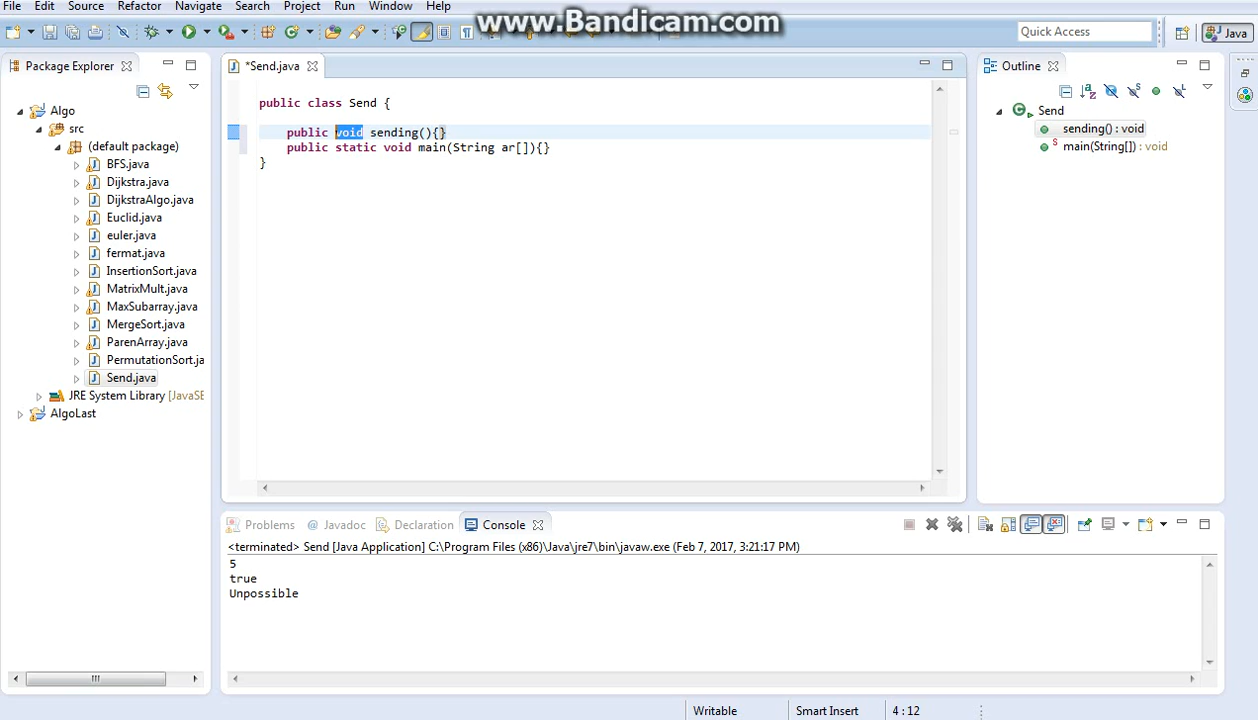 File Edit Source Refactor Navigate Search Project Run Window Help
www.Bandicam.com
Quick Access
Java
Package Explorer
*Send.java
Outline
Algo
src
(default package)
BFS.java
Dijkstra.java
DijkstraAlgo.java
Euclid.java
euler.java
fermat.java
InsertionSort.java
MatrixMult.java
MaxSubarray.java
MergeSort.java
ParenArray.java
PermutationSort.ja
Send.java
JRE System Library [JavaSE
AlgoLast
public class Send {
public void sending(){}
public static void main(String ar[]){}
}
Send
sending() : void
main(String[]) : void
Problems @ Javadoc Declaration Console
<terminated> Send [Java Application] C:\Program Files (x86)\Java\jre7\bin\javaw.exe (Feb 7, 2017, 3:21:17 PM)
5
true
Unpossible
Writable Smart Insert 4 : 12